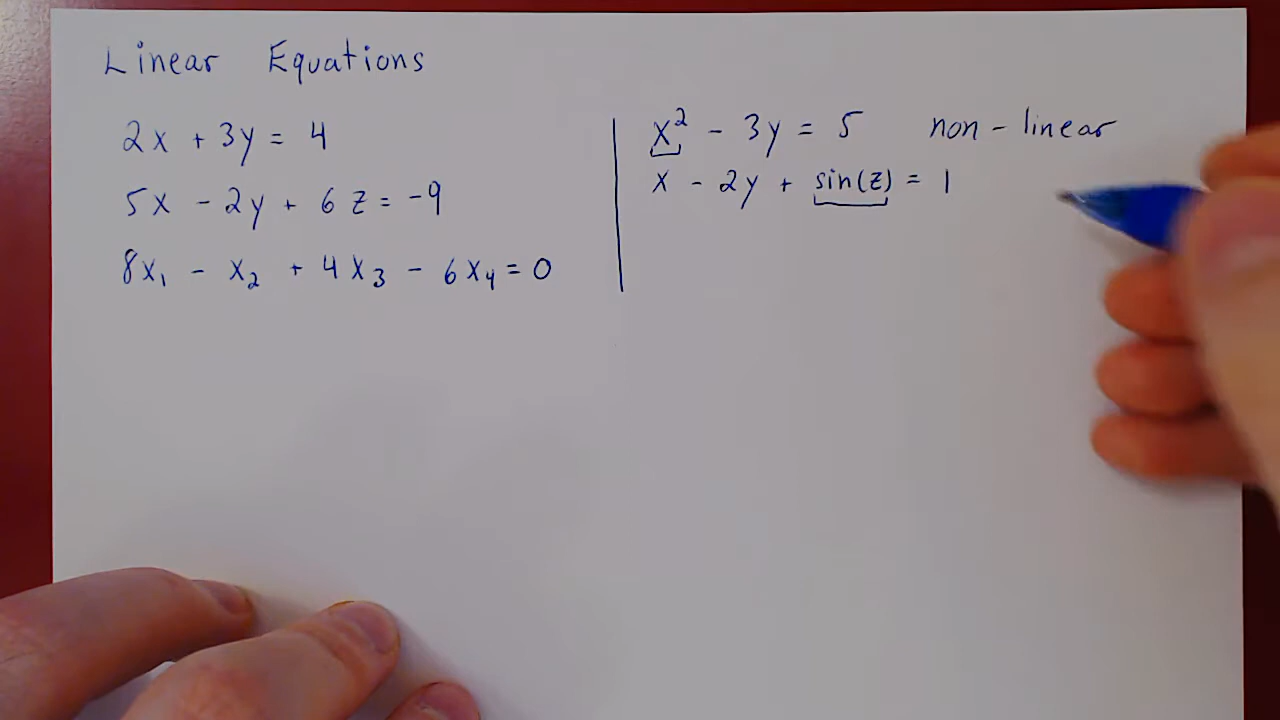 Linear Equations
2x + 3y = 4
5x - 2y + 6z = -9
8x₁ - x₂ + 4x₃ - 6x₄ = 0
x² - 3y = 5 non-linear
x - 2y + sin(z) = 1